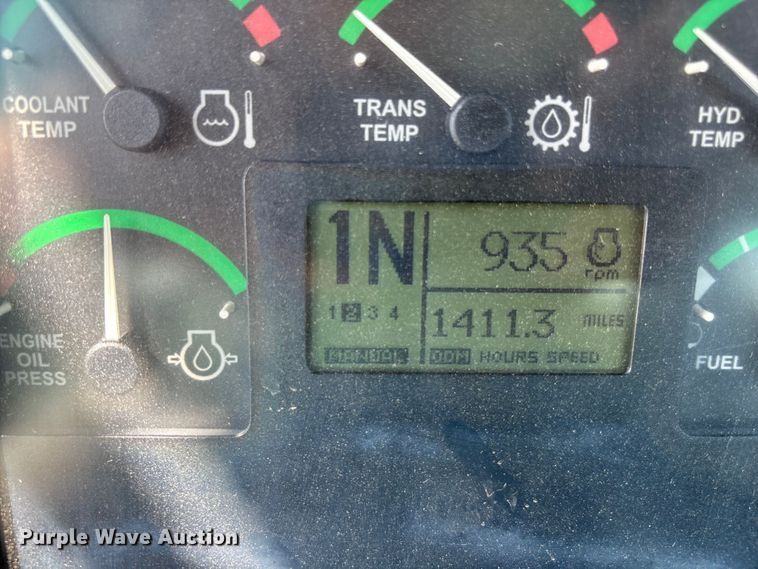 COOLANT
TEMP
TRANS
TEMP
HYD
TEMP
1N
935
rpm
1 2 3 4
1411.3 MILES
MANUAL
ODM HOURS SPEED
ENGINE
OIL
PRESS
FUEL
Purple Wave Auction